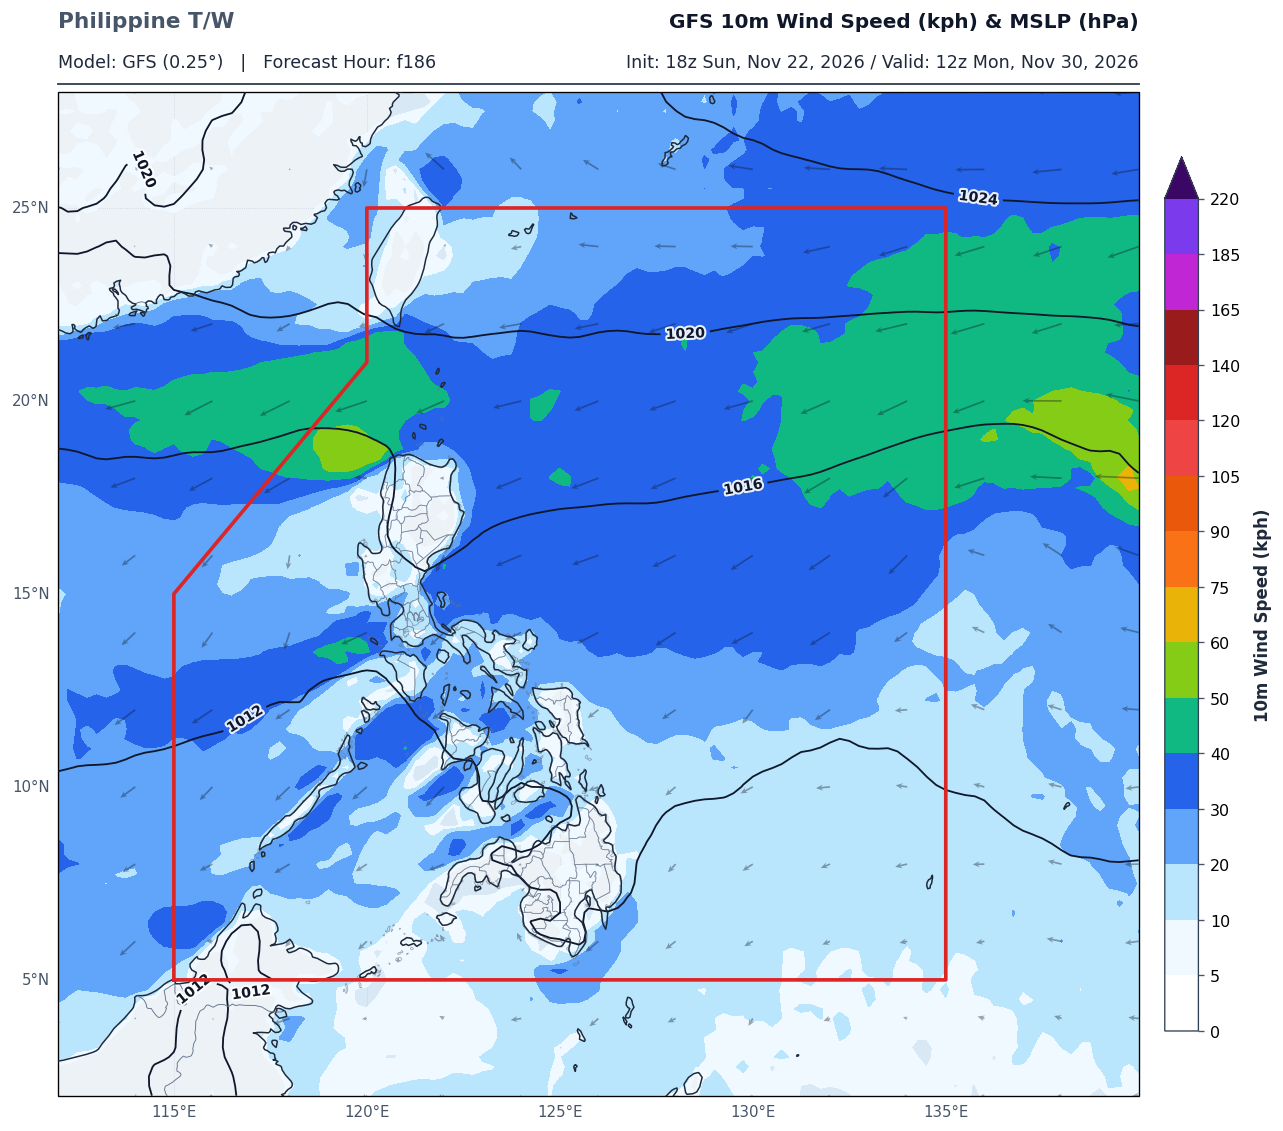 Philippine T/W
GFS 10m Wind Speed (kph) & MSLP (hPa)
Model: GFS (0.25°) | Forecast Hour: f186
Init: 18z Sun, Nov 22, 2026 / Valid: 12z Mon, Nov 30, 2026
1020
1024
1020
1016
1012
1012
1012
25°N
20°N
15°N
10°N
5°N
115°E
120°E
125°E
130°E
135°E
220
185
165
140
120
105
90
75
60
50
40
30
20
10
5
0
10m Wind Speed (kph)